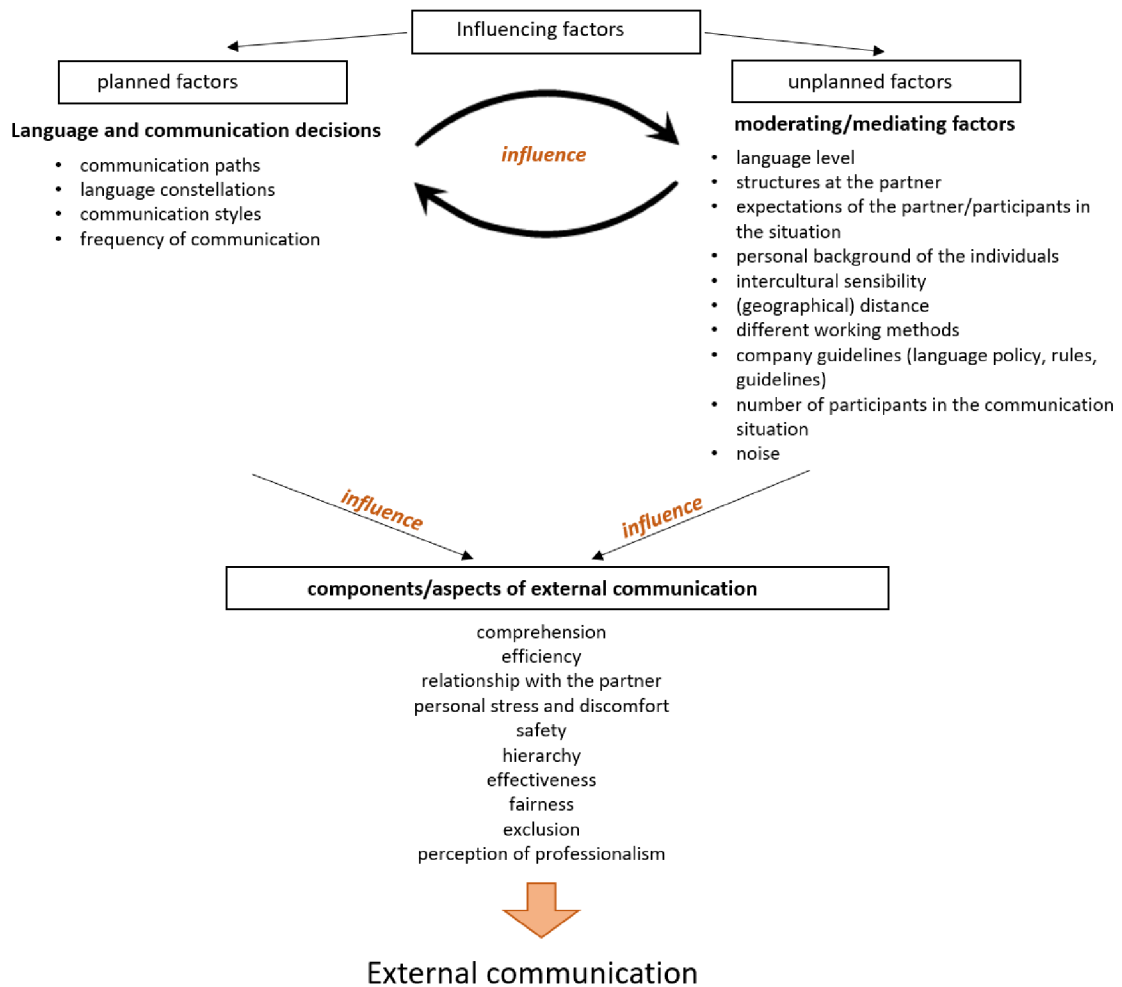 Influencing factors
planned factors
Language and communication decisions
• communication paths
• language constellations
• communication styles
• frequency of communication
influence
unplanned factors
moderating/mediating factors
• language level
• structures at the partner
• expectations of the partner/participants in
the situation
• personal background of the individuals
• intercultural sensibility
• (geographical) distance
• different working methods
• company guidelines (language policy, rules,
guidelines)
• number of participants in the communication
situation
• noise
influence
influence
components/aspects of external communication
comprehension
efficiency
relationship with the partner
personal stress and discomfort
safety
hierarchy
effectiveness
fairness
exclusion
perception of professionalism
External communication